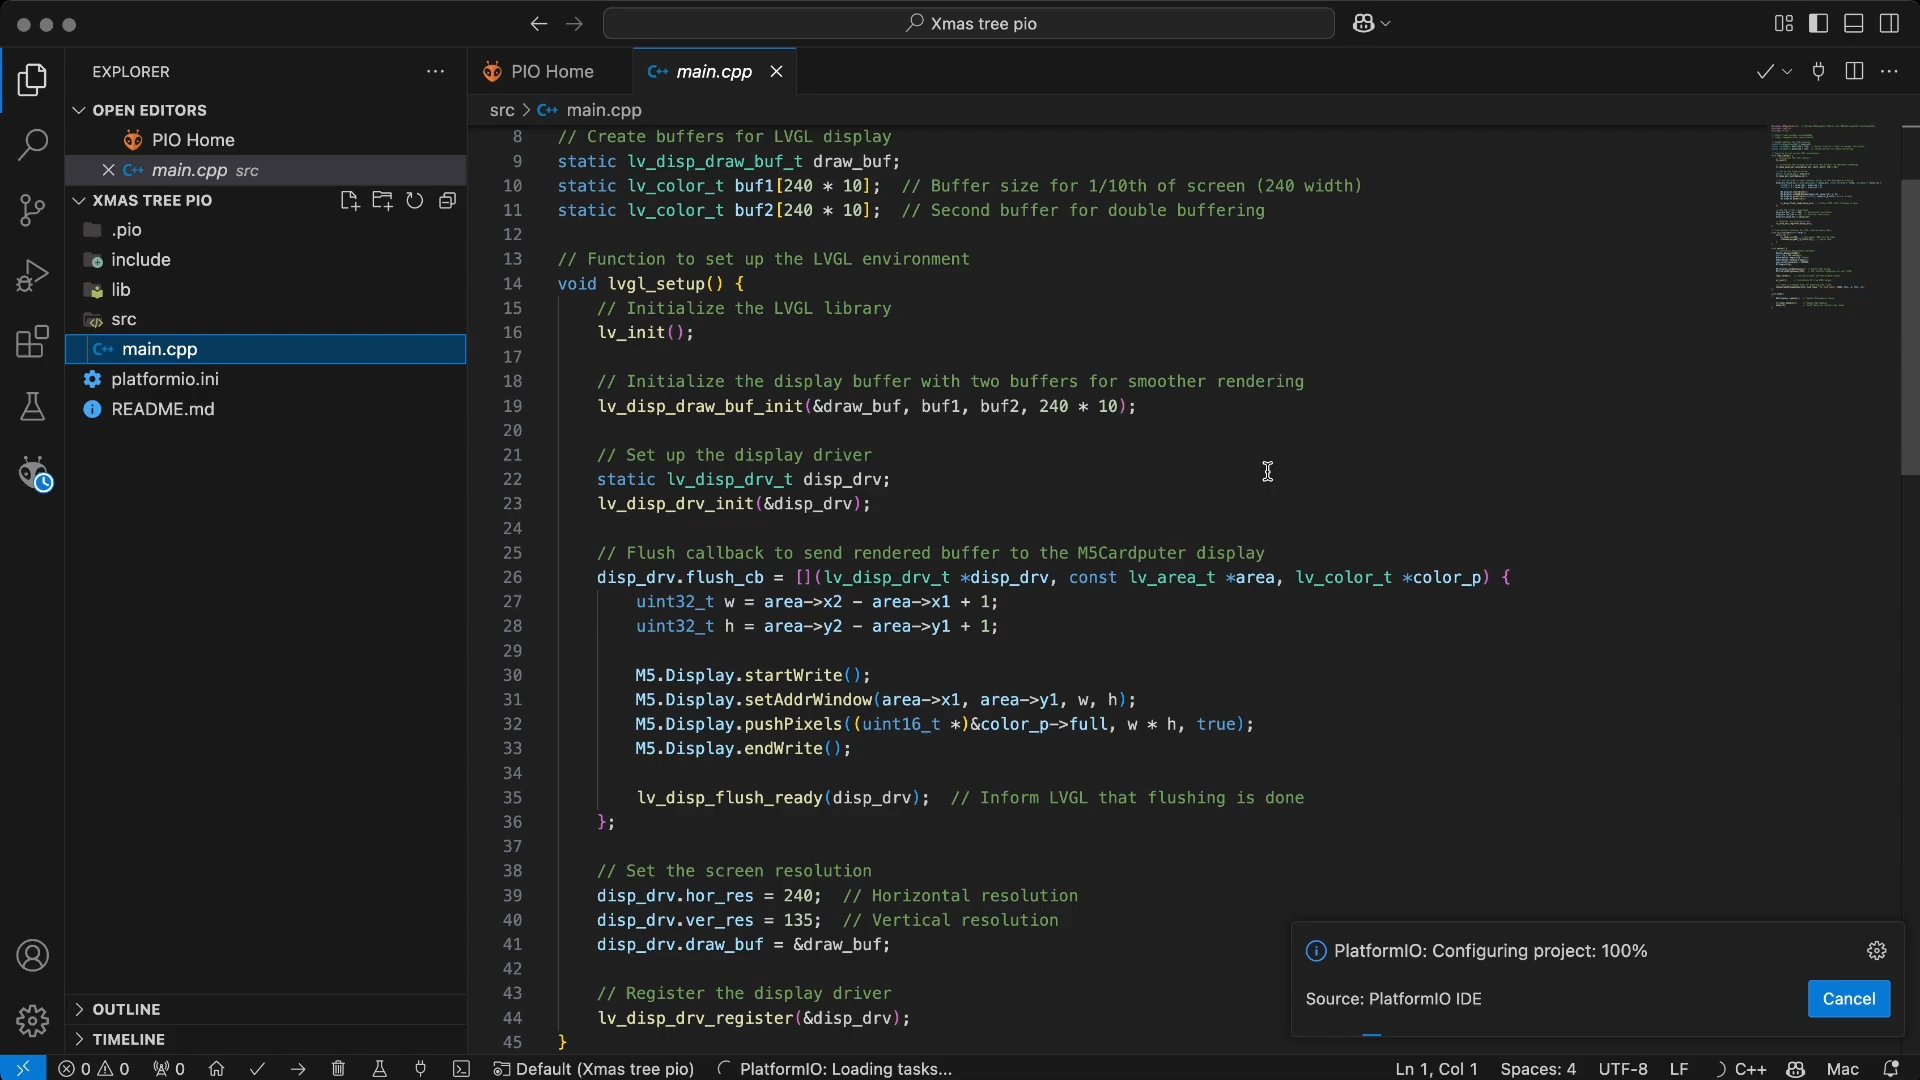 Xmas tree pio
EXPLORER
OPEN EDITORS
PIO Home
main.cpp src
XMAS TREE PIO
.pio
include
lib
src
main.cpp
platformio.ini
README.md
OUTLINE
TIMELINE
PIO Home
main.cpp
src > main.cpp
8 // Create buffers for LVGL display
9 static lv_disp_draw_buf_t draw_buf;
10 static lv_color_t buf1[240 * 10];  // Buffer size for 1/10th of screen (240 width)
11 static lv_color_t buf2[240 * 10];  // Second buffer for double buffering
12
13 // Function to set up the LVGL environment
14 void lvgl_setup() {
15 // Initialize the LVGL library
16 lv_init();
17
18 // Initialize the display buffer with two buffers for smoother rendering
19 lv_disp_draw_buf_init(&draw_buf, buf1, buf2, 240 * 10);
20
21 // Set up the display driver
22 static lv_disp_drv_t disp_drv;
23 lv_disp_drv_init(&disp_drv);
24
25 // Flush callback to send rendered buffer to the M5Cardputer display
26 disp_drv.flush_cb = [](lv_disp_drv_t *disp_drv, const lv_area_t *area, lv_color_t *color_p) {
27 uint32_t w = area->x2 - area->x1 + 1;
28 uint32_t h = area->y2 - area->y1 + 1;
29
30 M5.Display.startWrite();
31 M5.Display.setAddrWindow(area->x1, area->y1, w, h);
32 M5.Display.pushPixels((uint16_t *)&color_p->full, w * h, true);
33 M5.Display.endWrite();
34
35 lv_disp_flush_ready(disp_drv);  // Inform LVGL that flushing is done
36 };
37
38 // Set the screen resolution
39 disp_drv.hor_res = 240;  // Horizontal resolution
40 disp_drv.ver_res = 135;  // Vertical resolution
41 disp_drv.draw_buf = &draw_buf;
42
43 // Register the display driver
44 lv_disp_drv_register(&disp_drv);
45 }
PlatformIO: Configuring project: 100%
Source: PlatformIO IDE
Cancel
0 0 0 Default (Xmas tree pio) PlatformIO: Loading tasks... Ln 1, Col 1 Spaces: 4 UTF-8 LF C++ Mac